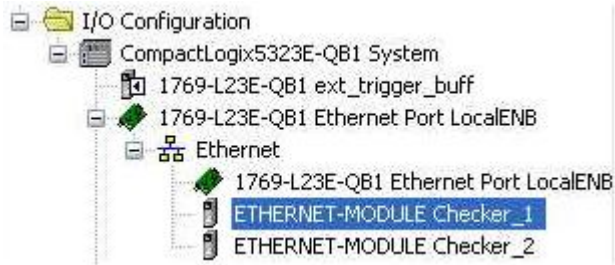 I/O Configuration
CompactLogix5323E-QB1 System
1769-L23E-QB1 ext_trigger_buff
1769-L23E-QB1 Ethernet Port LocalENB
Ethernet
1769-L23E-QB1 Ethernet Port LocalENB
ETHERNET-MODULE Checker_1
ETHERNET-MODULE Checker_2